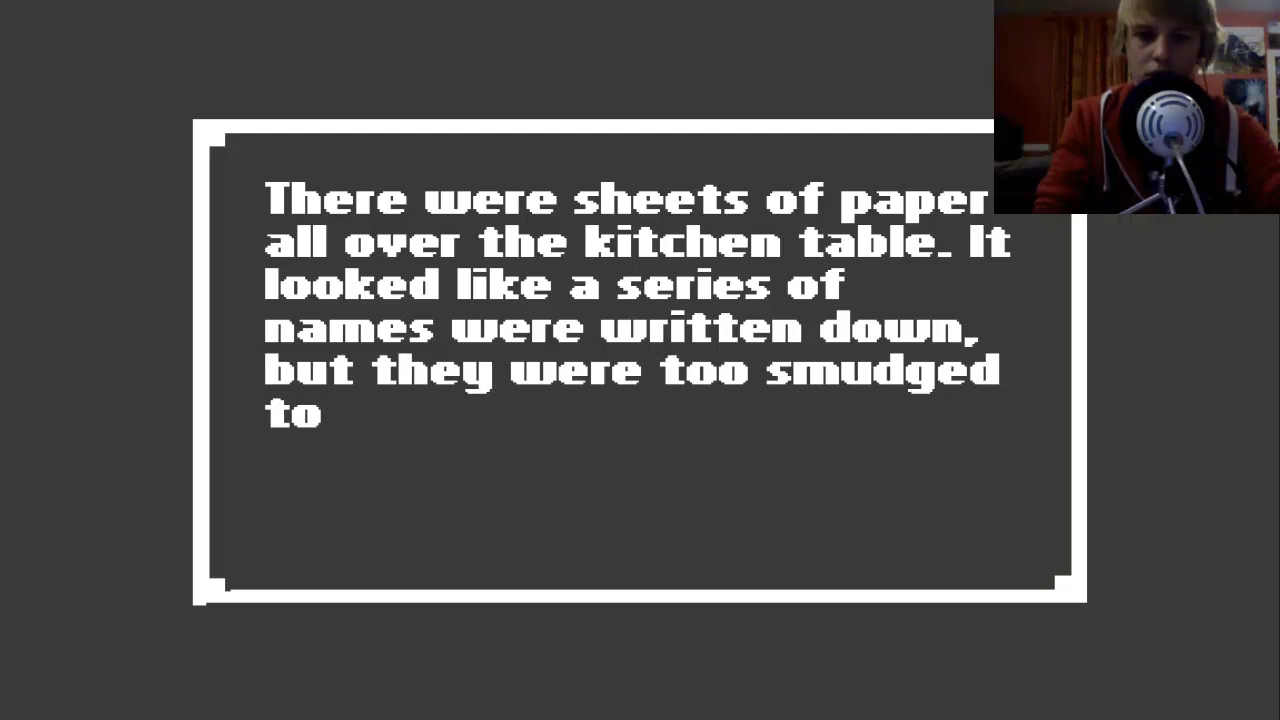 There were sheets of paper
all over the kitchen table. It
looked like a series of
names were written down,
but they were too smudged
to